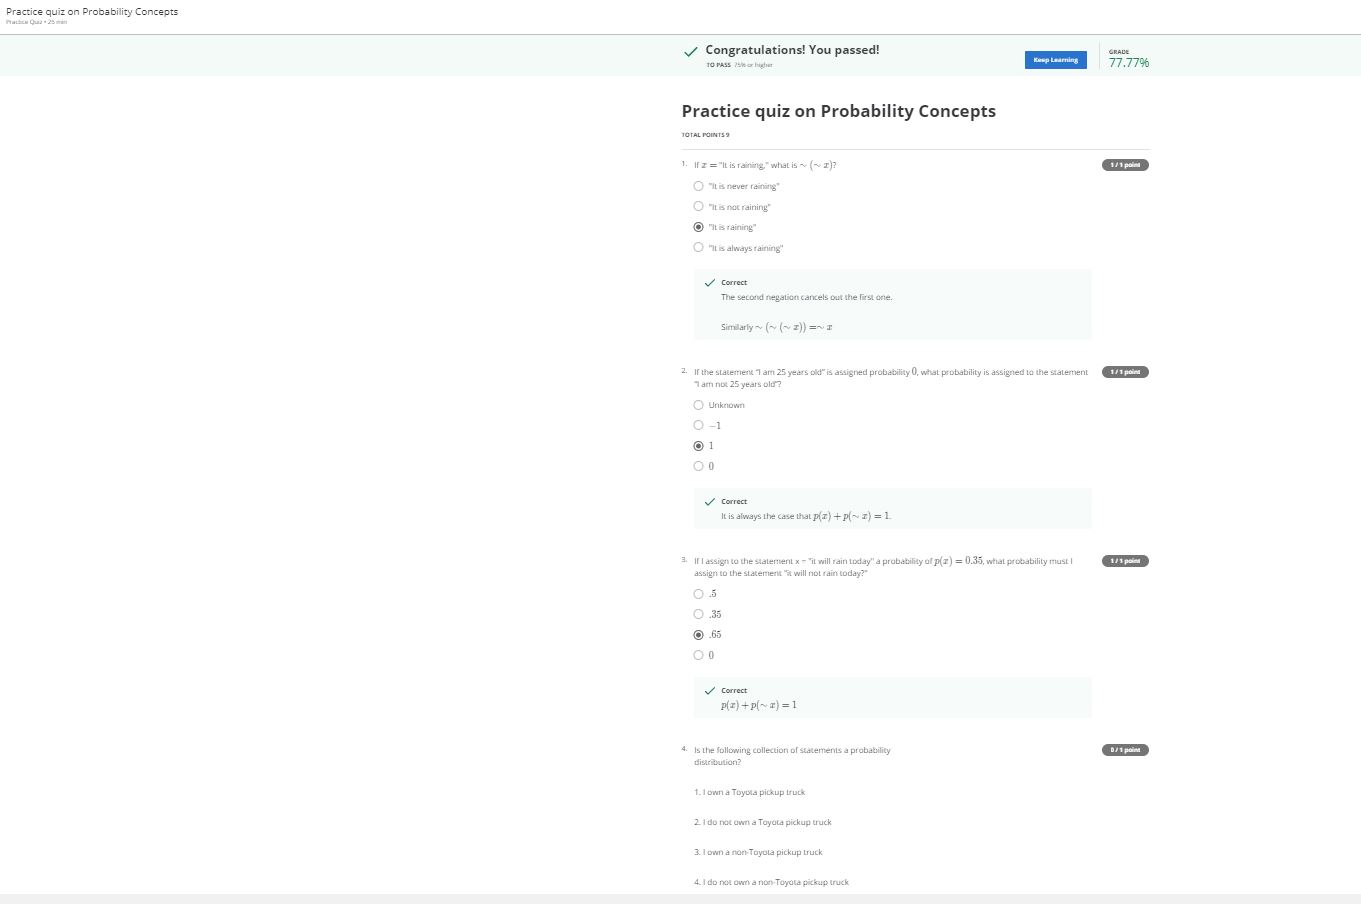 Practice quiz on Probability Concepts
Practice Quiz • 25 min
Congratulations! You passed!
TO PASS 75% or higher
Keep Learning
GRADE
77.77%
Practice quiz on Probability Concepts
TOTAL POINTS 9
1. If x = "It is raining," what is ∼ (∼ x)?
1 / 1 point
"It is never raining"
"It is not raining"
"It is raining"
"It is always raining"
Correct
The second negation cancels out the first one.
Similarly ∼ (∼ (∼ x)) =∼ x
2. If the statement “I am 25 years old” is assigned probability 0, what probability is assigned to the statement
“I am not 25 years old”?
1 / 1 point
Unknown
−1
1
0
Correct
It is always the case that p(x) + p(∼ x) = 1.
3. If I assign to the statement x = "it will rain today" a probability of p(x) = 0.35, what probability must I
assign to the statement "it will not rain today?"
1 / 1 point
.5
.35
.65
0
Correct
p(x) + p(∼ x) = 1
4. Is the following collection of statements a probability
distribution?
0 / 1 point
1. I own a Toyota pickup truck
2. I do not own a Toyota pickup truck
3. I own a non-Toyota pickup truck
4. I do not own a non-Toyota pickup truck